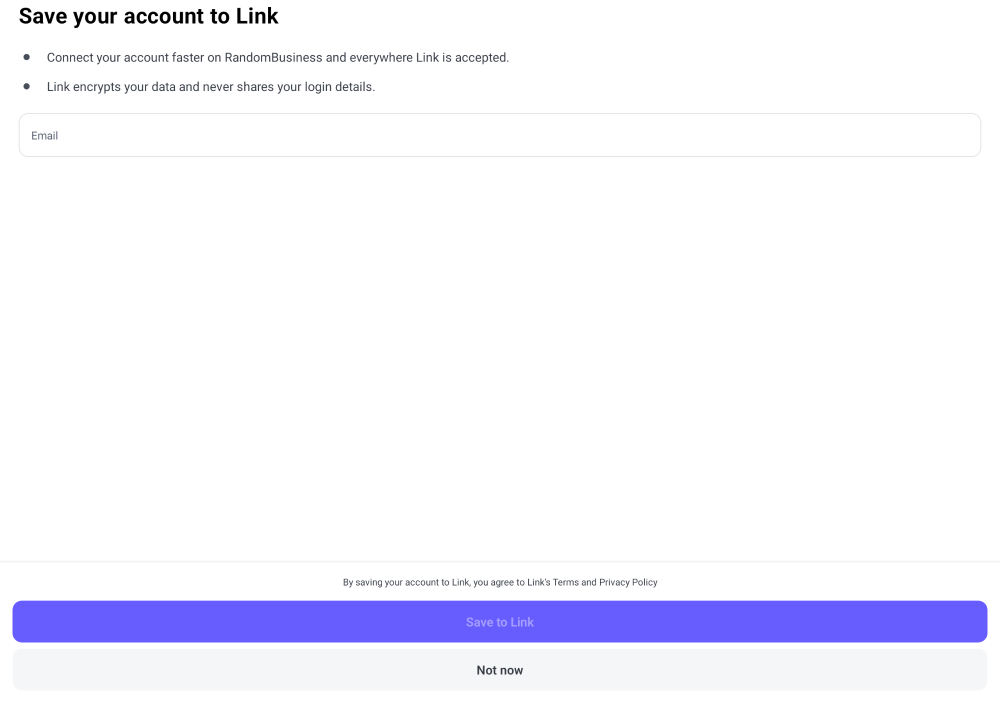 Save your account to Link
Connect your account faster on RandomBusiness and everywhere Link is accepted.
Link encrypts your data and never shares your login details.
Email
By saving your account to Link, you agree to Link's Terms and Privacy Policy
Save to Link
Not now